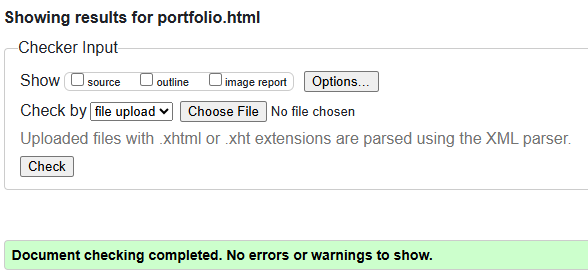 Showing results for portfolio.html
Checker Input
Show source outline image report Options...
Check by file upload Choose File No file chosen
Uploaded files with .xhtml or .xht extensions are parsed using the XML parser.
Check
Document checking completed. No errors or warnings to show.